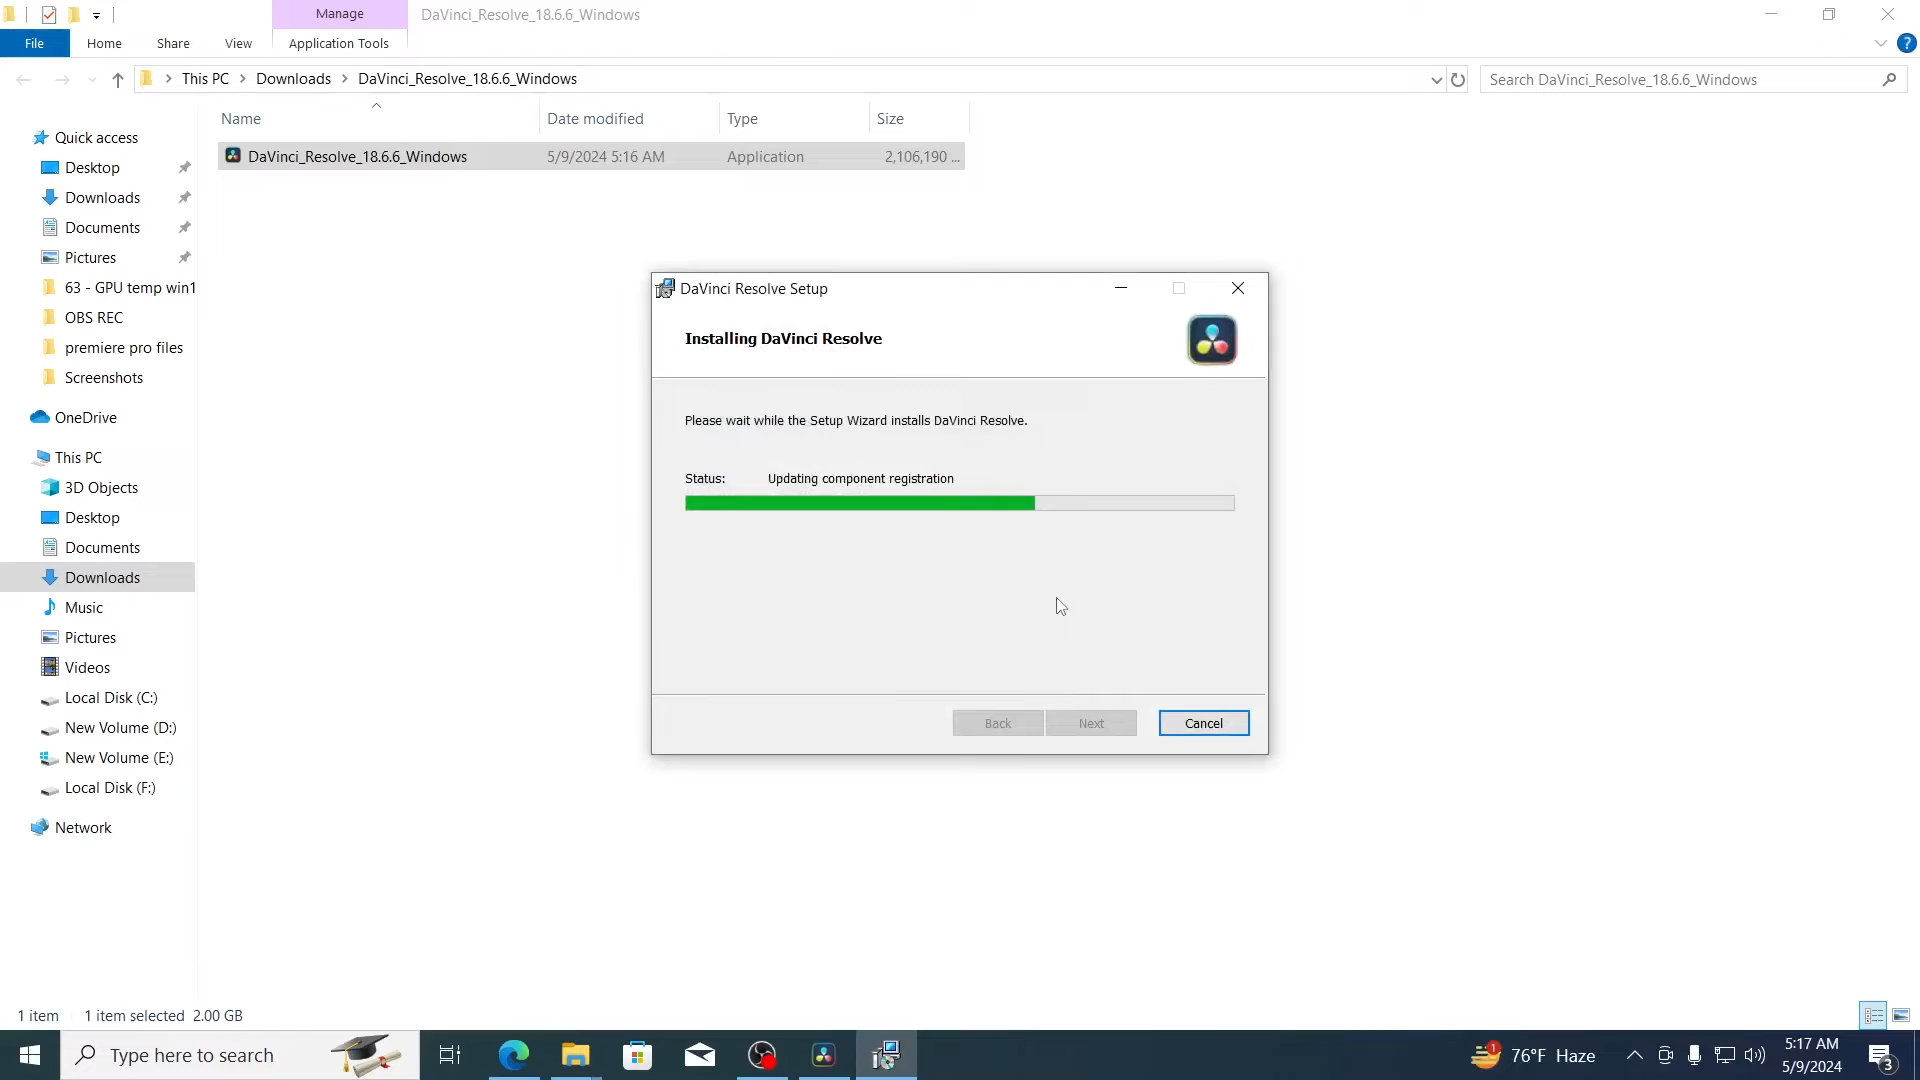 Manage
DaVinci_Resolve_18.6.6_Windows
File
Home
Share
View
Application Tools
?
This PC
Downloads
DaVinci_Resolve_18.6.6_Windows
Search DaVinci_Resolve_18.6.6_Windows
Name
Date modified
Type
Size
DaVinci_Resolve_18.6.6_Windows
5/9/2024 5:16 AM
Application
2,106,190 ...
Quick access
Desktop
Downloads
Documents
Pictures
63 - GPU temp win1
OBS REC
premiere pro files
Screenshots
OneDrive
This PC
3D Objects
Desktop
Documents
Downloads
Music
Pictures
Videos
Local Disk (C:)
New Volume (D:)
New Volume (E:)
Local Disk (F:)
Network
DaVinci Resolve Setup
Installing DaVinci Resolve
Please wait while the Setup Wizard installs DaVinci Resolve.
Status:
Updating component registration
Back
Next
Cancel
1 item
1 item selected 2.00 GB
Type here to search
1
76°F Haze
5:17 AM
5/9/2024
3